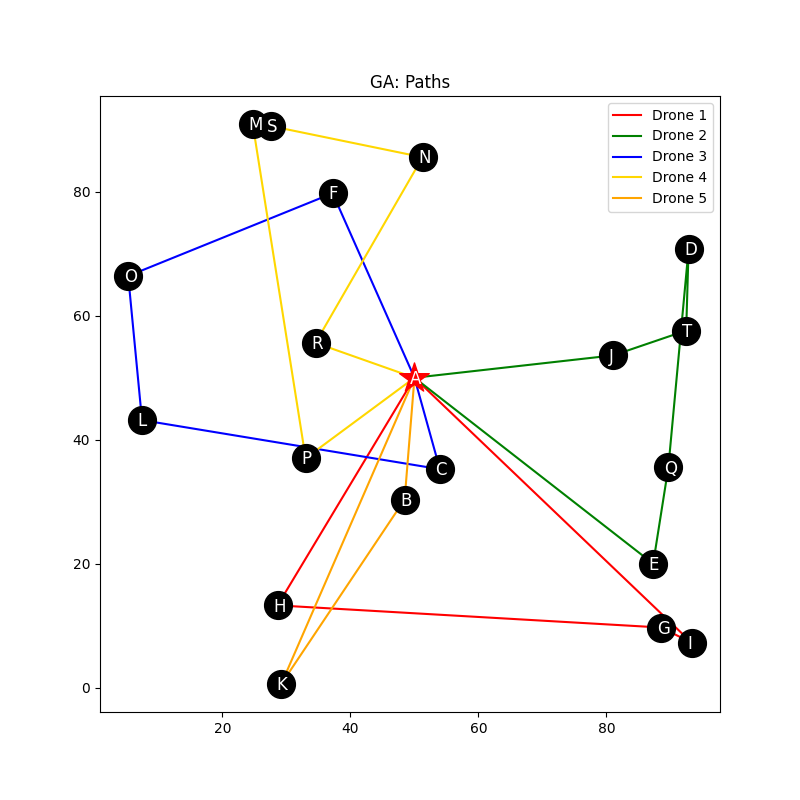 GA: Paths
Drone 1
Drone 2
Drone 3
Drone 4
Drone 5
M S
N
F
D
O
T
R
J
A
L
P
C
Q
B
E
H
G
I
K
80
60
40
20
0
20 40 60 80